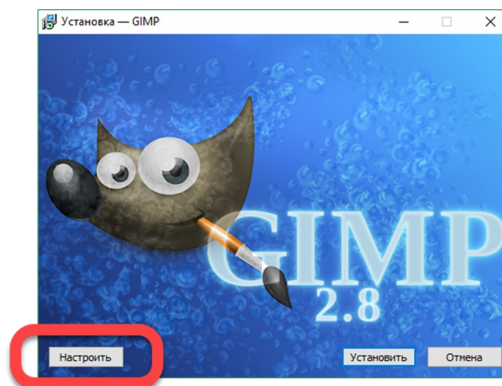 Установка — GIMP
GIMP
2.8
Настроить
Установить
Отмена